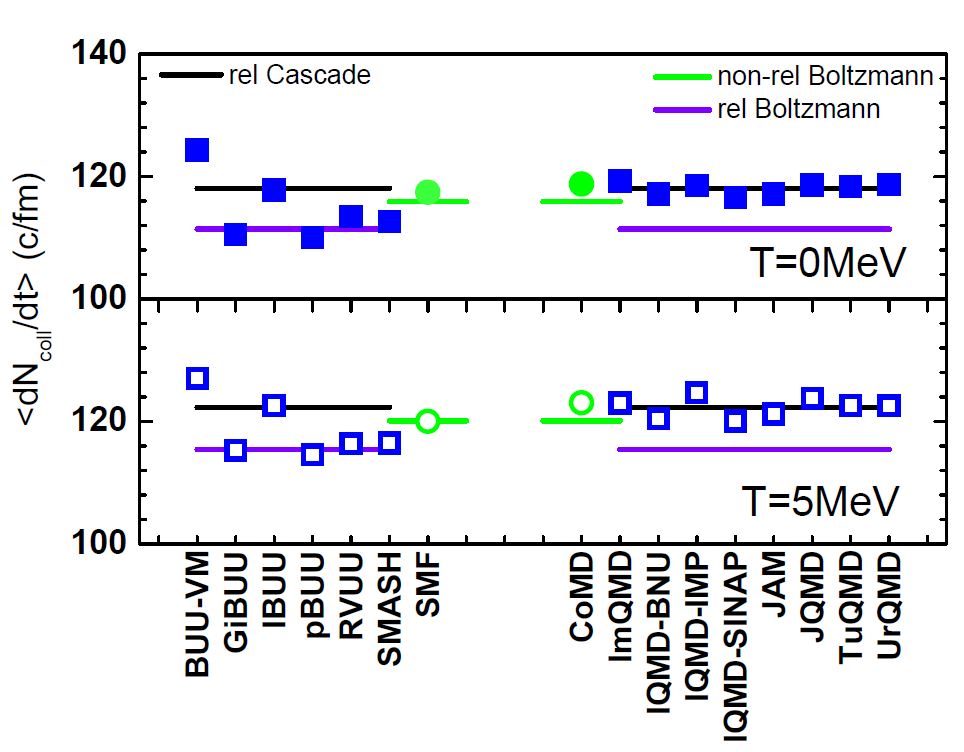 140
rel Cascade
non-rel Boltzmann
rel Boltzmann
120
T=0MeV
100
<dNcoll/dt> (c/fm)
120
T=5MeV
100
BUU-VM
GiBUU
IBUU
pBUU
RVUU
SMASH
SMF
CoMD
ImQMD
IQMD-BNU
IQMD-IMP
IQMD-SINAP
JAM
JQMD
TuQMD
UrQMD